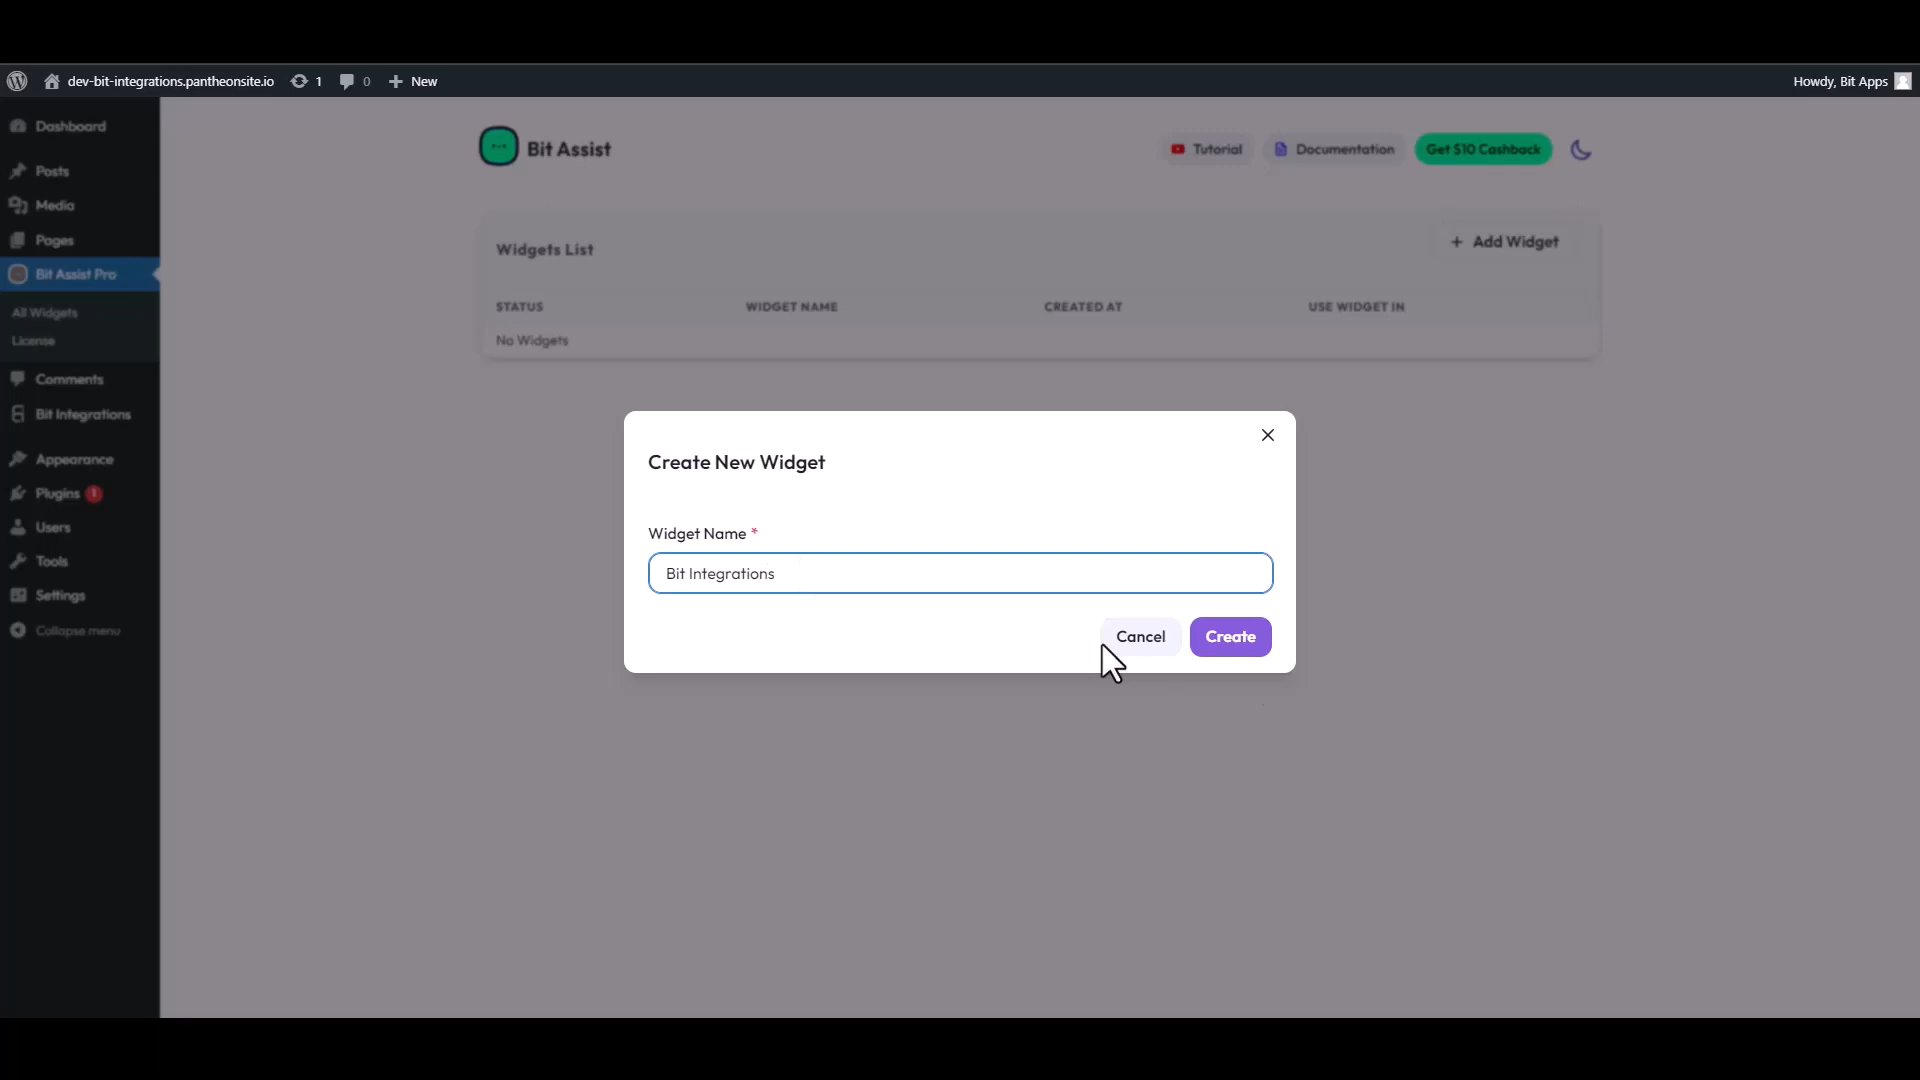 dev-bit-integrations.pantheonsite.io 1 0 New Howdy, Bit Apps
Dashboard
Posts
Media
Pages
Bit Assist Pro
All Widgets
License
Comments
Bit Integrations
Appearance
Plugins 1
Users
Tools
Settings
Collapse menu
Bit Assist Tutorial Documentation Get $10 Cashback
Widgets List + Add Widget
STATUS WIDGET NAME CREATED AT USE WIDGET IN
No Widgets
Create New Widget
Widget Name *
Bit Integrations
Cancel Create